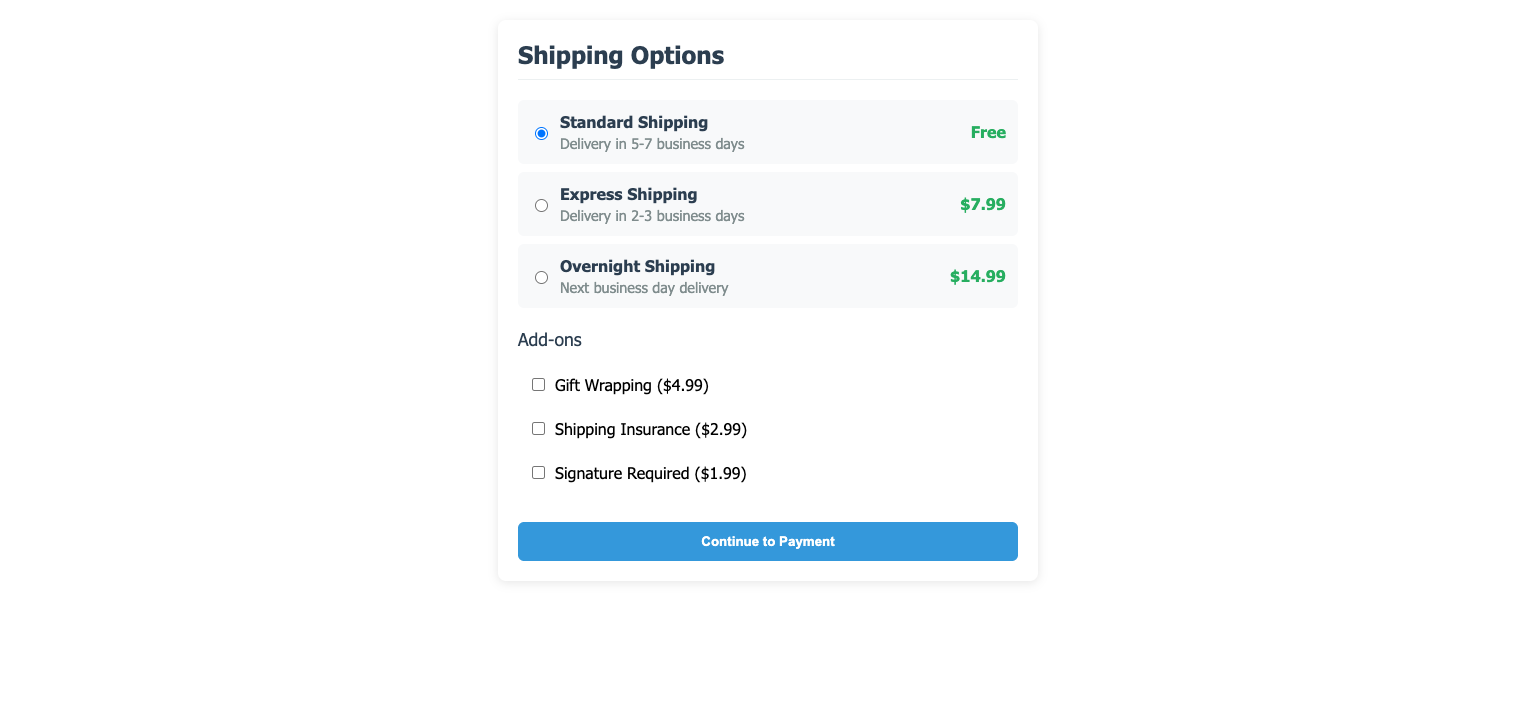 Shipping Options
Standard Shipping
Delivery in 5-7 business days
Free
Express Shipping
Delivery in 2-3 business days
$7.99
Overnight Shipping
Next business day delivery
$14.99
Add-ons
Gift Wrapping ($4.99)
Shipping Insurance ($2.99)
Signature Required ($1.99)
Continue to Payment